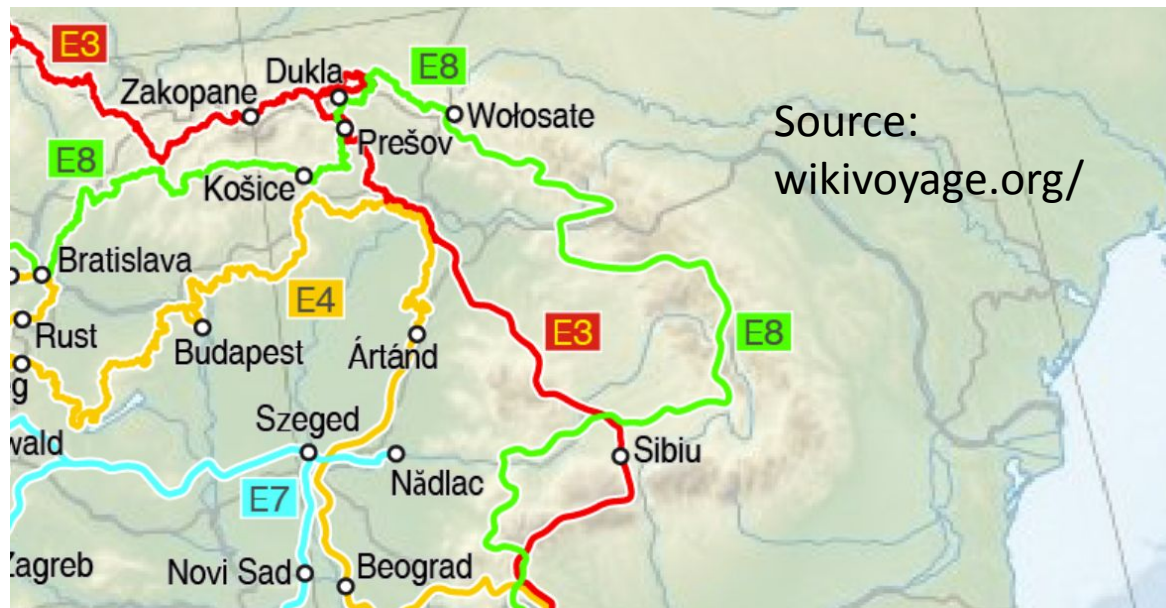 E3
Dukla
E8
Zakopane
Wołosate
Source:
wikivoyage.org/
E8
Prešov
Košice
Bratislava
E4
Rust
Budapest
Ártánd
E3
E8
g
Szeged
wald
Sibiu
Nădlac
E7
Zagreb
Novi Sad
Beograd